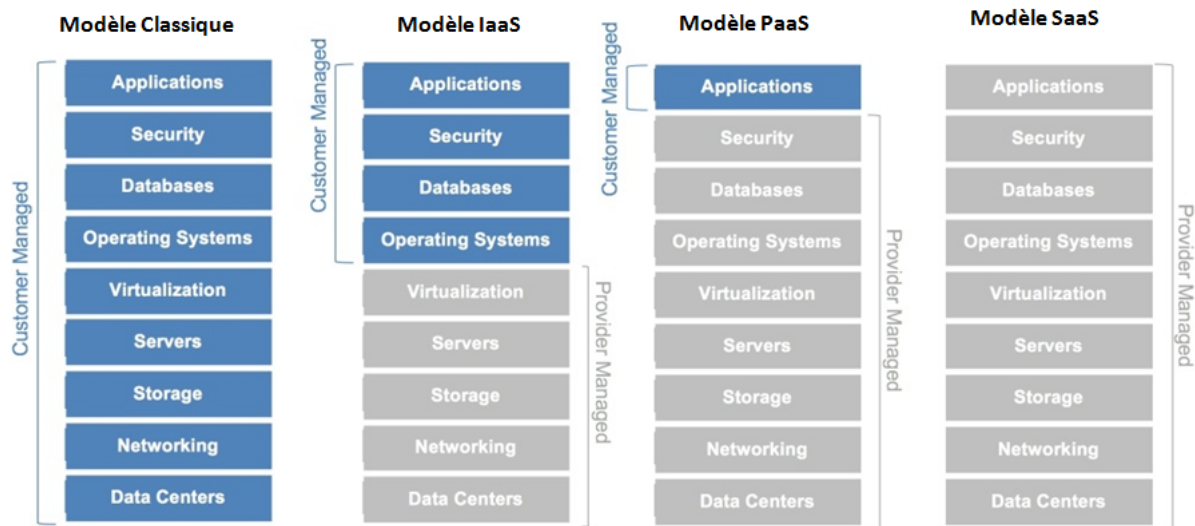 Modèle Classique
Customer Managed
Applications
Security
Databases
Operating Systems
Virtualization
Servers
Storage
Networking
Data Centers
Modèle IaaS
Customer Managed
Applications
Security
Databases
Operating Systems
Virtualization
Servers
Storage
Networking
Data Centers
Provider Managed
Modèle PaaS
Customer Managed
Applications
Security
Databases
Operating Systems
Virtualization
Servers
Storage
Networking
Data Centers
Provider Managed
Modèle SaaS
Applications
Security
Databases
Operating Systems
Virtualization
Servers
Storage
Networking
Data Centers
Provider Managed